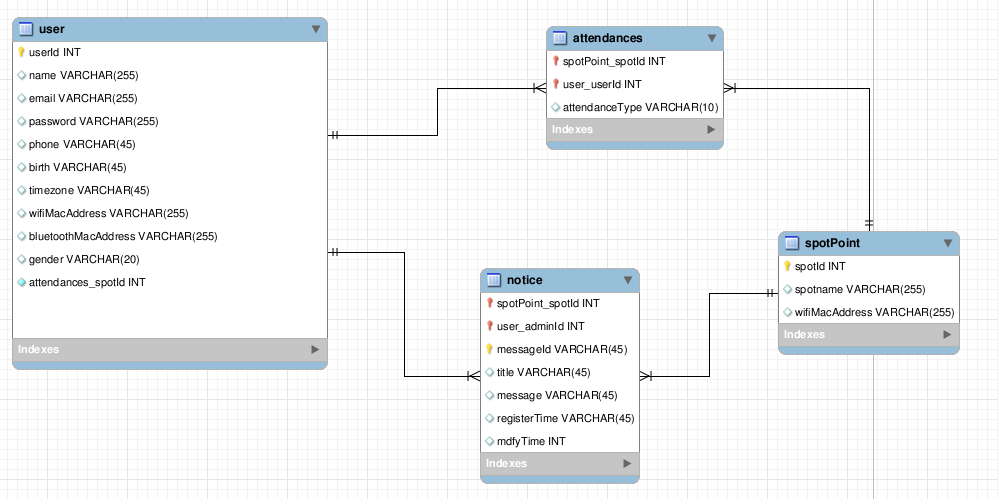 user
userId INT
name VARCHAR(255)
email VARCHAR(255)
password VARCHAR(255)
phone VARCHAR(45)
birth VARCHAR(45)
timezone VARCHAR(45)
wifiMacAddress VARCHAR(255)
bluetoothMacAddress VARCHAR(255)
gender VARCHAR(20)
attendances_spotId INT
Indexes
attendances
spotPoint_spotId INT
user_userId INT
attendanceType VARCHAR(10)
Indexes
notice
spotPoint_spotId INT
user_adminId INT
messageId VARCHAR(45)
title VARCHAR(45)
message VARCHAR(45)
registerTime VARCHAR(45)
mdfyTime INT
Indexes
spotPoint
spotId INT
spotname VARCHAR(255)
wifiMacAddress VARCHAR(255)
Indexes